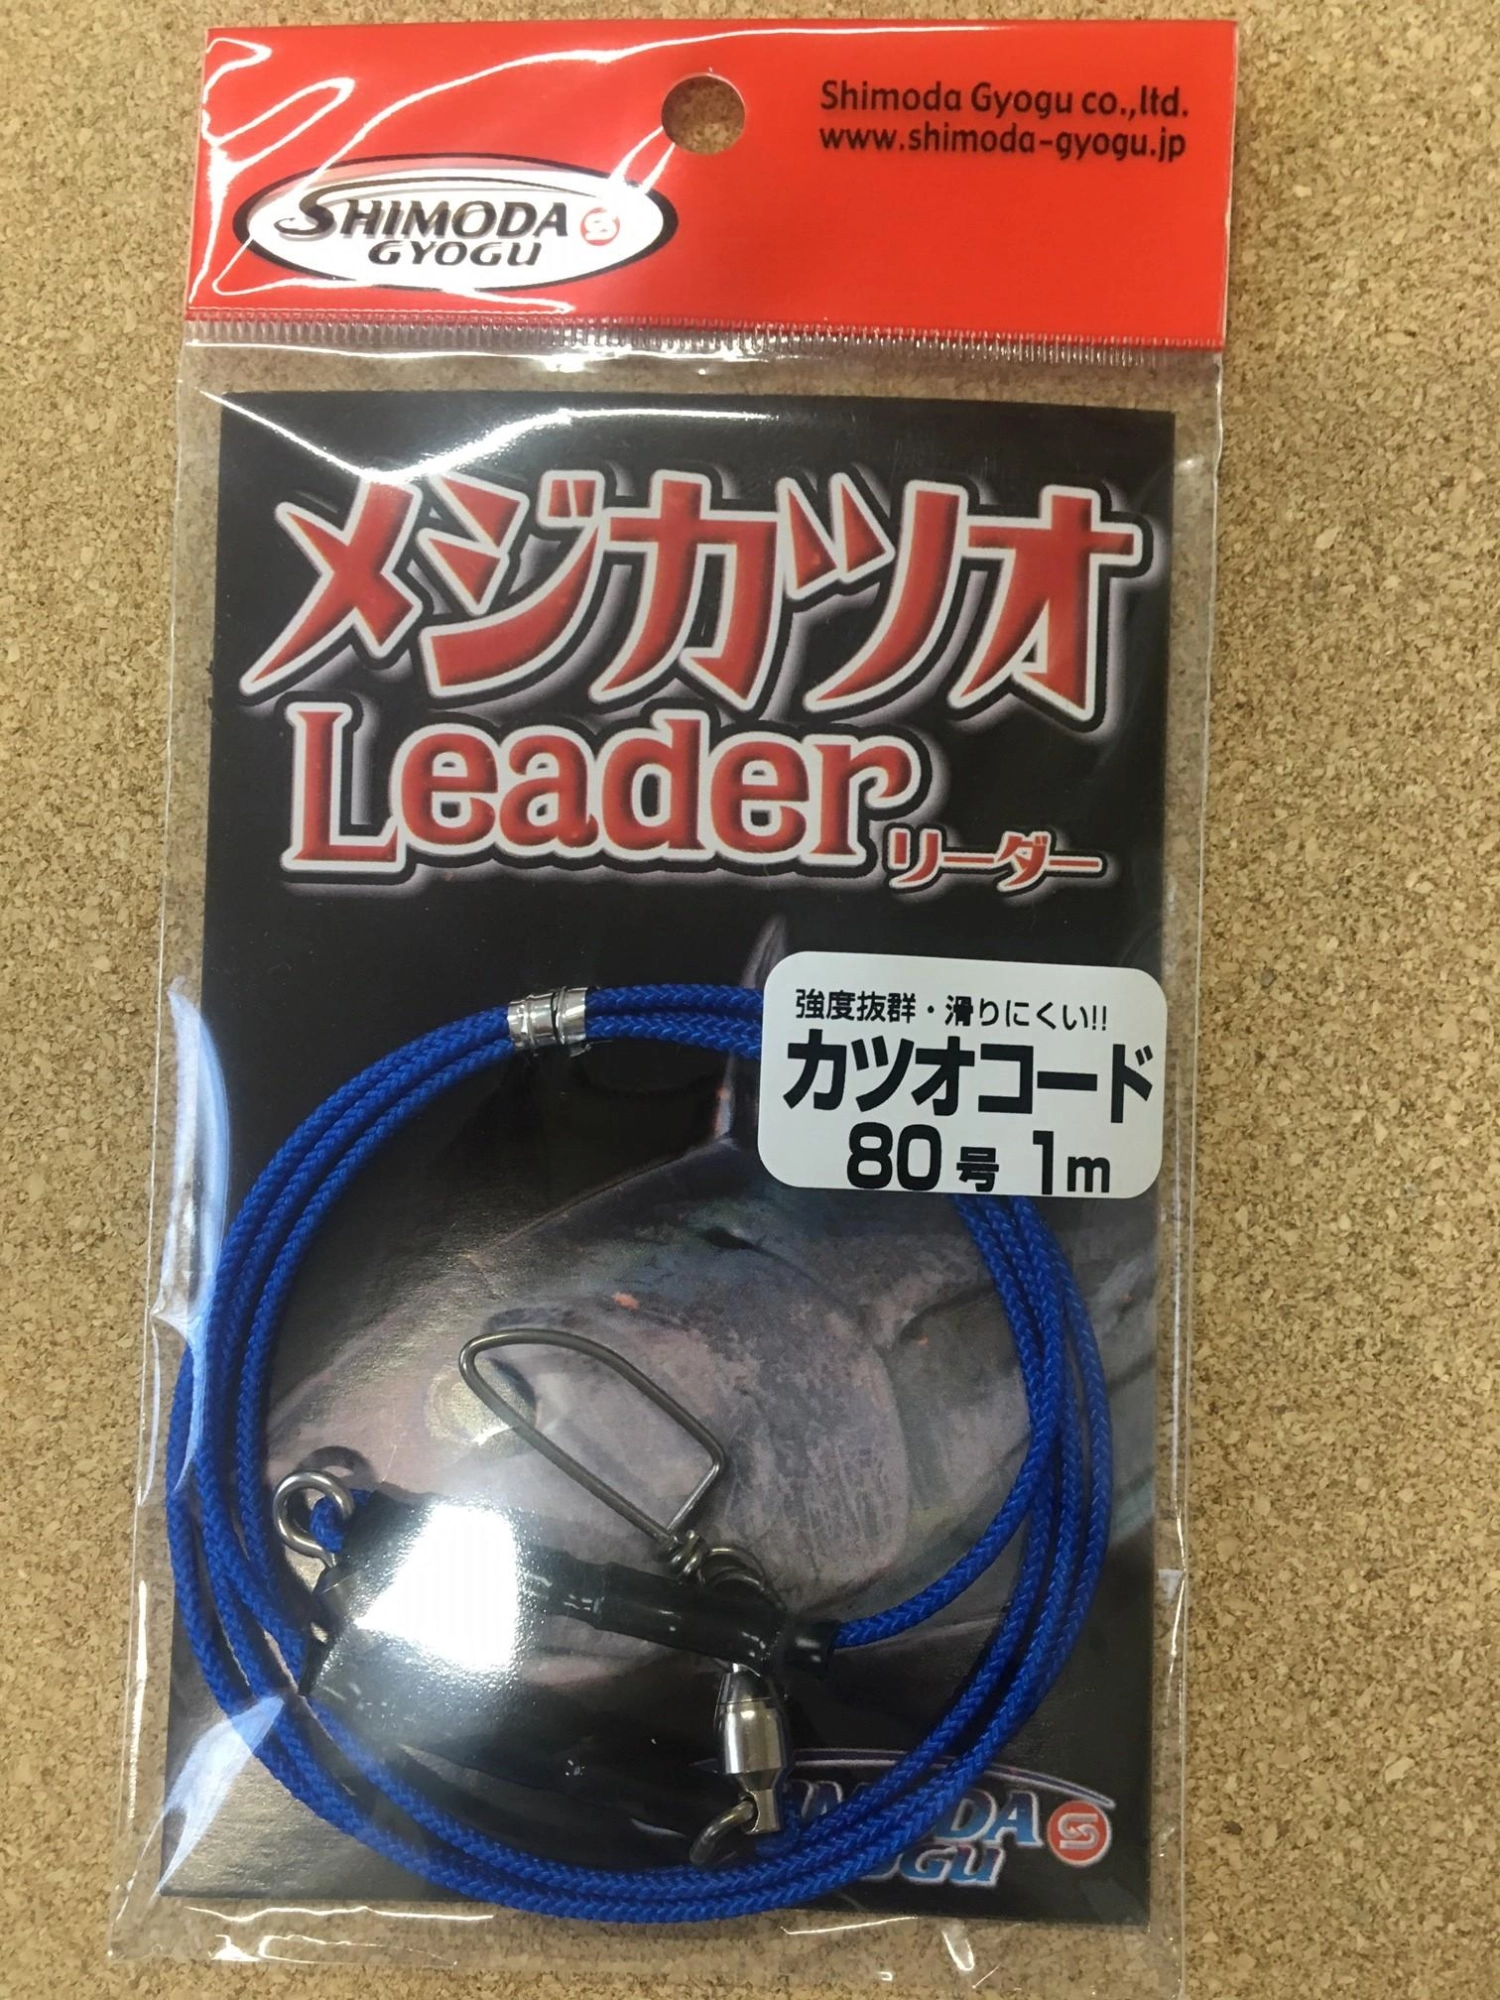 Shimoda Gyogu co.,ltd.
www.shimoda-gyogu.jp
SHIMODA
GYOGU
メジカツオ
Leader
リーダー
強度抜群・滑りにくい!!
カツオコード
80号 1m